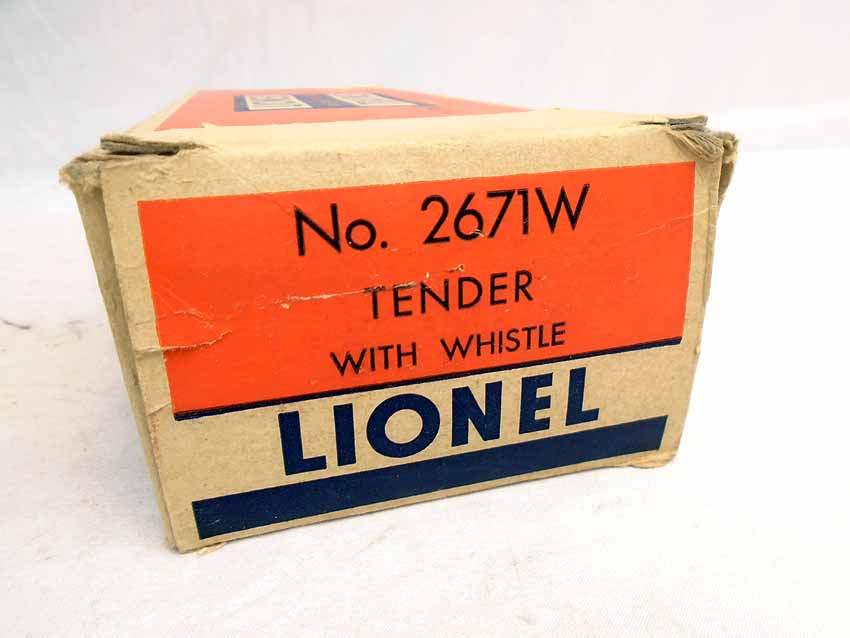 No. 2671W
TENDER
WITH WHISTLE
LIONEL